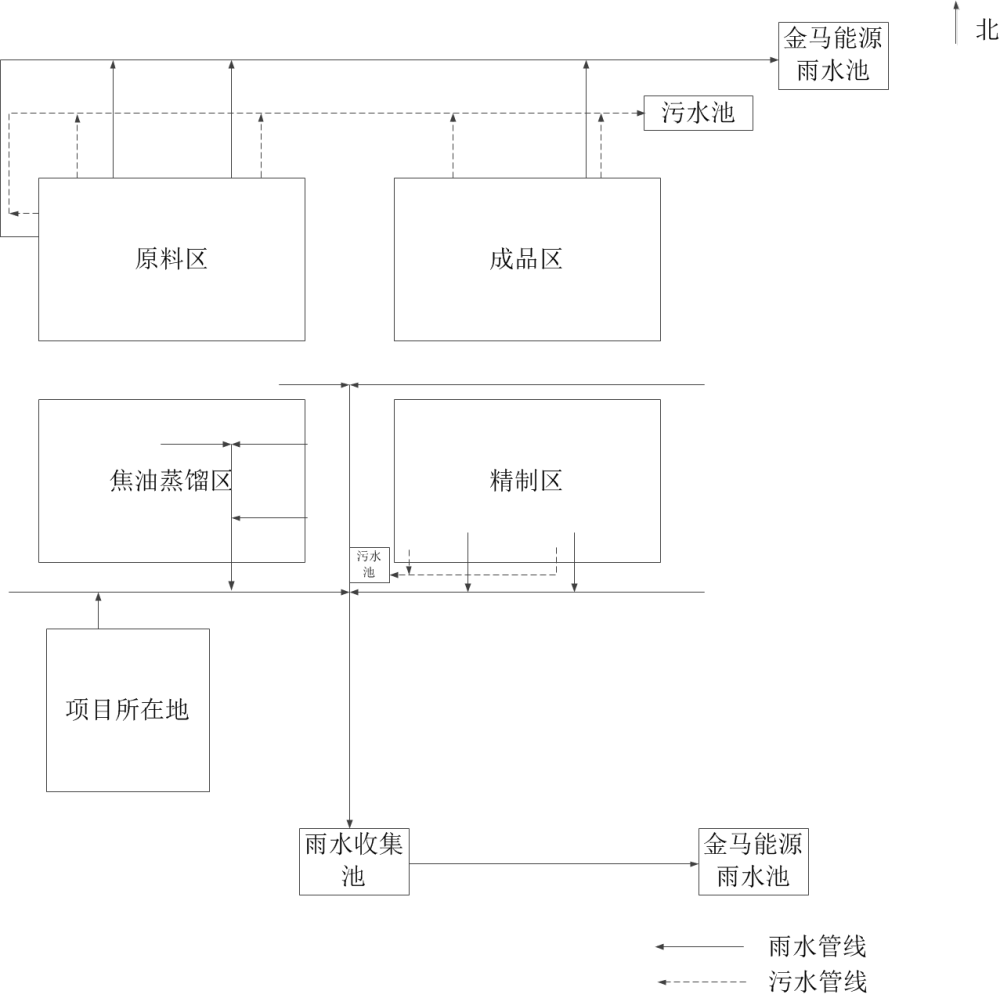 北
金马能源
雨水池
污水池
原料区
成品区
焦油蒸馏区
精制区
污水
池
项目所在地
雨水收集
池
金马能源
雨水池
雨水管线
污水管线